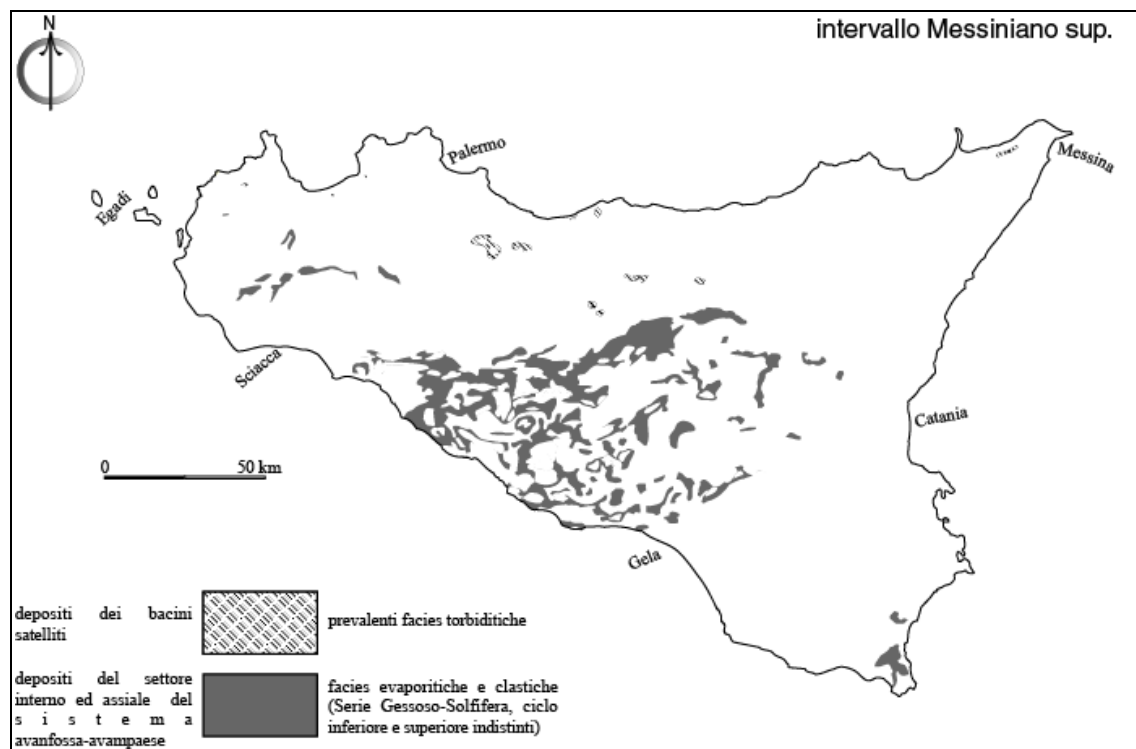 intervallo Messiniano sup.
N
Palermo
Messina
Egadi
Sciacca
Catania
0 50 km
Gela
depositi dei bacini
satelliti
prevalenti facies torbiditiche
depositi del settore
interno ed assiale del
sistema
avanfossa-avampaese
facies evaporitiche e clastiche
(Serie Gessoso-Solfifera, ciclo
inferiore e superiore indistinti)